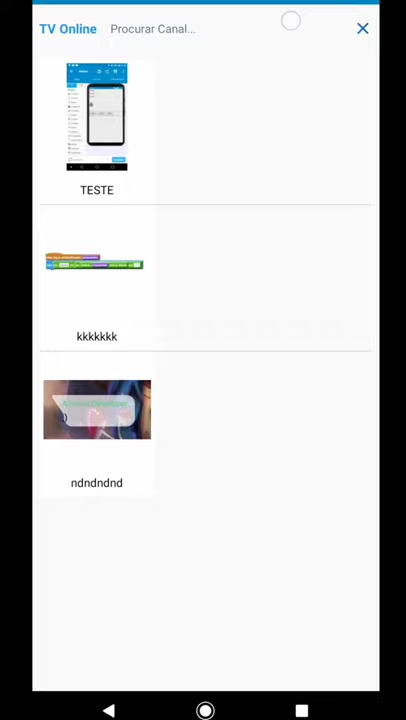 TV Online
Procurar Canal...
TESTE
kkkkkkk
ndndndnd